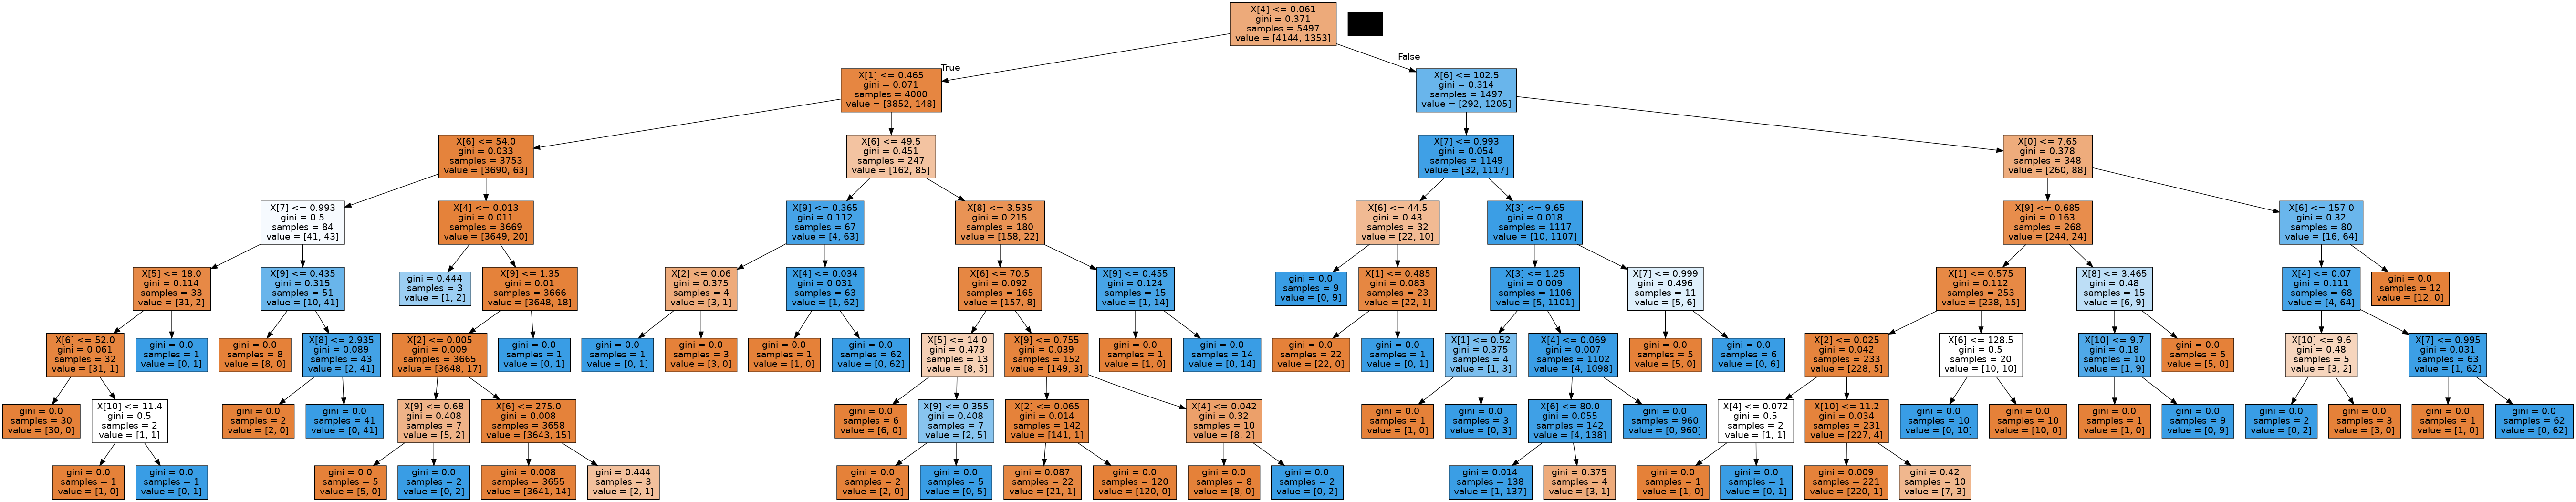 X[4] <= 0.061
gini = 0.371
samples = 5497
value = [4144, 1353]
True
False
X[1] <= 0.465
gini = 0.071
samples = 4000
value = [3852, 148]
X[6] <= 102.5
gini = 0.314
samples = 1497
value = [292, 1205]
X[6] <= 54.0
gini = 0.033
samples = 3753
value = [3690, 63]
X[6] <= 49.5
gini = 0.451
samples = 247
value = [162, 85]
X[7] <= 0.993
gini = 0.054
samples = 1149
value = [32, 1117]
X[0] <= 7.65
gini = 0.378
samples = 348
value = [260, 88]
X[7] <= 0.993
gini = 0.5
samples = 84
value = [41, 43]
X[4] <= 0.013
gini = 0.011
samples = 3669
value = [3649, 20]
X[9] <= 0.365
gini = 0.112
samples = 67
value = [4, 63]
X[8] <= 3.535
gini = 0.215
samples = 180
value = [158, 22]
X[6] <= 44.5
gini = 0.43
samples = 32
value = [22, 10]
X[3] <= 9.65
gini = 0.018
samples = 1117
value = [10, 1107]
X[9] <= 0.685
gini = 0.163
samples = 268
value = [244, 24]
X[6] <= 157.0
gini = 0.32
samples = 80
value = [16, 64]
X[5] <= 18.0
gini = 0.114
samples = 33
value = [31, 2]
X[9] <= 0.435
gini = 0.315
samples = 51
value = [10, 41]
gini = 0.444
samples = 3
value = [1, 2]
X[9] <= 1.35
gini = 0.01
samples = 3666
value = [3648, 18]
X[2] <= 0.06
gini = 0.375
samples = 4
value = [3, 1]
X[4] <= 0.034
gini = 0.031
samples = 63
value = [1, 62]
X[6] <= 70.5
gini = 0.092
samples = 165
value = [157, 8]
X[9] <= 0.455
gini = 0.124
samples = 15
value = [1, 14]
gini = 0.0
samples = 9
value = [0, 9]
X[1] <= 0.485
gini = 0.083
samples = 23
value = [22, 1]
X[3] <= 1.25
gini = 0.009
samples = 1106
value = [5, 1101]
X[7] <= 0.999
gini = 0.496
samples = 11
value = [5, 6]
X[1] <= 0.575
gini = 0.112
samples = 253
value = [238, 15]
X[8] <= 3.465
gini = 0.48
samples = 15
value = [6, 9]
X[4] <= 0.07
gini = 0.111
samples = 68
value = [4, 64]
gini = 0.0
samples = 12
value = [12, 0]
X[6] <= 52.0
gini = 0.061
samples = 32
value = [31, 1]
gini = 0.0
samples = 1
value = [0, 1]
gini = 0.0
samples = 8
value = [8, 0]
X[8] <= 2.935
gini = 0.089
samples = 43
value = [2, 41]
X[2] <= 0.005
gini = 0.009
samples = 3665
value = [3648, 17]
gini = 0.0
samples = 1
value = [0, 1]
gini = 0.0
samples = 1
value = [0, 1]
gini = 0.0
samples = 3
value = [3, 0]
gini = 0.0
samples = 1
value = [1, 0]
gini = 0.0
samples = 62
value = [0, 62]
X[5] <= 14.0
gini = 0.473
samples = 13
value = [8, 5]
X[9] <= 0.755
gini = 0.039
samples = 152
value = [149, 3]
gini = 0.0
samples = 1
value = [1, 0]
gini = 0.0
samples = 14
value = [0, 14]
gini = 0.0
samples = 22
value = [22, 0]
gini = 0.0
samples = 1
value = [0, 1]
X[1] <= 0.52
gini = 0.375
samples = 4
value = [1, 3]
X[4] <= 0.069
gini = 0.007
samples = 1102
value = [4, 1098]
gini = 0.0
samples = 5
value = [5, 0]
gini = 0.0
samples = 6
value = [0, 6]
X[2] <= 0.025
gini = 0.042
samples = 233
value = [228, 5]
X[6] <= 128.5
gini = 0.5
samples = 20
value = [10, 10]
X[10] <= 9.7
gini = 0.18
samples = 10
value = [1, 9]
gini = 0.0
samples = 5
value = [5, 0]
X[10] <= 9.6
gini = 0.48
samples = 5
value = [3, 2]
X[7] <= 0.995
gini = 0.031
samples = 63
value = [1, 62]
gini = 0.0
samples = 30
value = [30, 0]
X[10] <= 11.4
gini = 0.5
samples = 2
value = [1, 1]
gini = 0.0
samples = 2
value = [2, 0]
gini = 0.0
samples = 41
value = [0, 41]
X[9] <= 0.68
gini = 0.408
samples = 7
value = [5, 2]
X[6] <= 275.0
gini = 0.008
samples = 3658
value = [3643, 15]
gini = 0.0
samples = 6
value = [6, 0]
X[9] <= 0.355
gini = 0.408
samples = 7
value = [2, 5]
X[2] <= 0.065
gini = 0.014
samples = 142
value = [141, 1]
X[4] <= 0.042
gini = 0.32
samples = 10
value = [8, 2]
gini = 0.0
samples = 1
value = [1, 0]
gini = 0.0
samples = 3
value = [0, 3]
X[6] <= 80.0
gini = 0.055
samples = 142
value = [4, 138]
gini = 0.0
samples = 960
value = [0, 960]
X[4] <= 0.072
gini = 0.5
samples = 2
value = [1, 1]
X[10] <= 11.2
gini = 0.034
samples = 231
value = [227, 4]
gini = 0.0
samples = 10
value = [0, 10]
gini = 0.0
samples = 10
value = [10, 0]
gini = 0.0
samples = 1
value = [1, 0]
gini = 0.0
samples = 9
value = [0, 9]
gini = 0.0
samples = 2
value = [0, 2]
gini = 0.0
samples = 3
value = [3, 0]
gini = 0.0
samples = 1
value = [1, 0]
gini = 0.0
samples = 62
value = [0, 62]
gini = 0.0
samples = 1
value = [1, 0]
gini = 0.0
samples = 1
value = [0, 1]
gini = 0.0
samples = 5
value = [5, 0]
gini = 0.0
samples = 2
value = [0, 2]
gini = 0.008
samples = 3655
value = [3641, 14]
gini = 0.444
samples = 3
value = [2, 1]
gini = 0.0
samples = 2
value = [2, 0]
gini = 0.0
samples = 5
value = [0, 5]
gini = 0.087
samples = 22
value = [21, 1]
gini = 0.0
samples = 120
value = [120, 0]
gini = 0.0
samples = 8
value = [8, 0]
gini = 0.0
samples = 2
value = [0, 2]
gini = 0.014
samples = 138
value = [1, 137]
gini = 0.375
samples = 4
value = [3, 1]
gini = 0.0
samples = 1
value = [1, 0]
gini = 0.0
samples = 1
value = [0, 1]
gini = 0.009
samples = 221
value = [220, 1]
gini = 0.42
samples = 10
value = [7, 3]